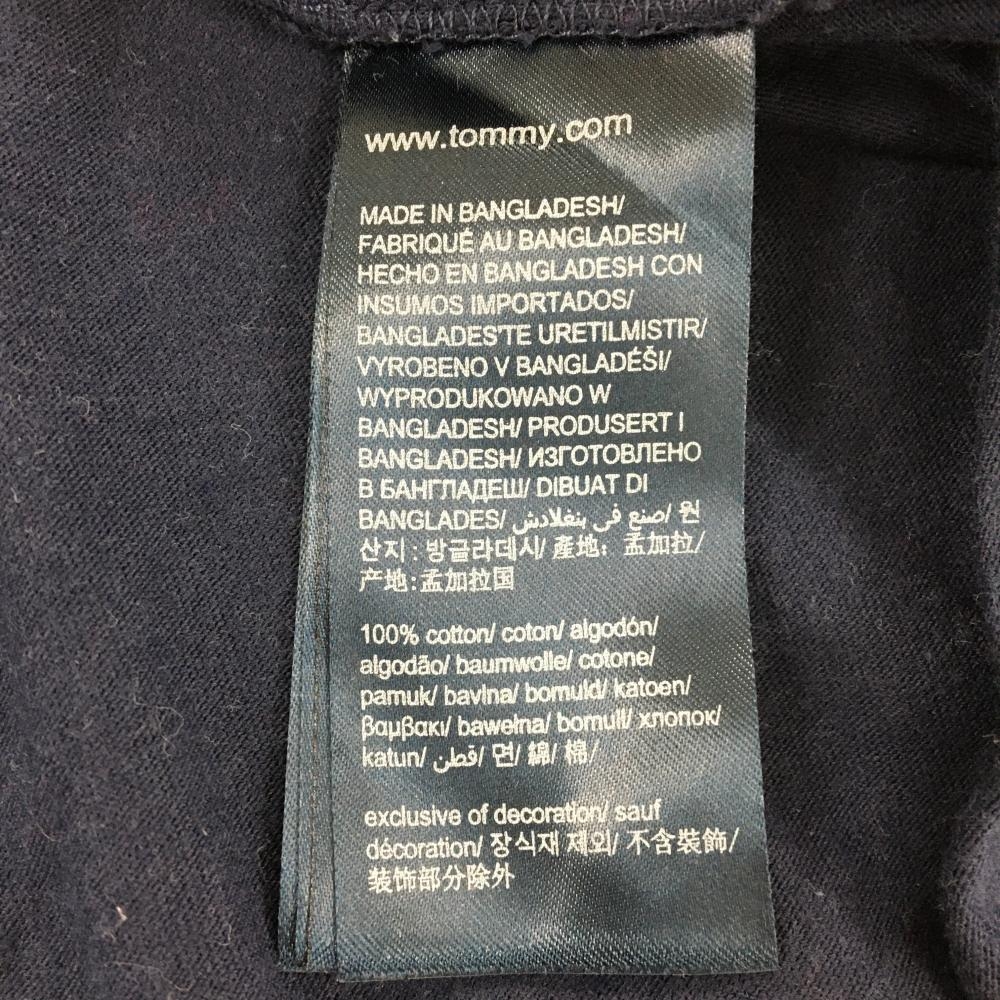 www.tommy.com
MADE IN BANGLADESH/
FABRIQUÉ AU BANGLADESH/
HECHO EN BANGLADESH CON
INSUMOS IMPORTADOS/
BANGLADES'TE URETILMISTIR/
VYROBENO V BANGLADÉŠI/
WYPRODUKOWANO W
BANGLADESH/ PRODUSERT I
BANGLADESH/ ИЗГОТОВЛЕНО
В БАНГЛАДЕШ/ DIBUAT DI
BANGLADES/ صنع في بنغلادش/ 원
산지 : 방글라데시/ 產地: 孟加拉/
产地:孟加拉国
100% cotton/ coton/ algodón/
algodão/ baumwolle/ cotone/
pamuk/ bavlna/ bomuld/ katoen/
βαμβακι/ bawełna/ bomull/ хлопок/
katun/ قطن/ 면/ 綿/ 棉/
exclusive of decoration/ sauf
décoration/ 장식재 제외/ 不含裝飾/
装饰部分除外